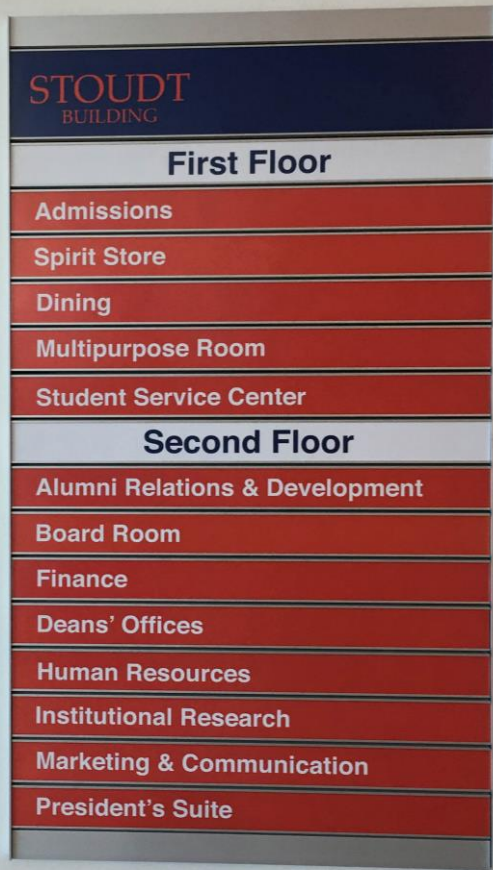 STOUDT
BUILDING
First Floor
Admissions
Spirit Store
Dining
Multipurpose Room
Student Service Center
Second Floor
Alumni Relations & Development
Board Room
Finance
Deans’ Offices
Human Resources
Institutional Research
Marketing & Communication
President’s Suite